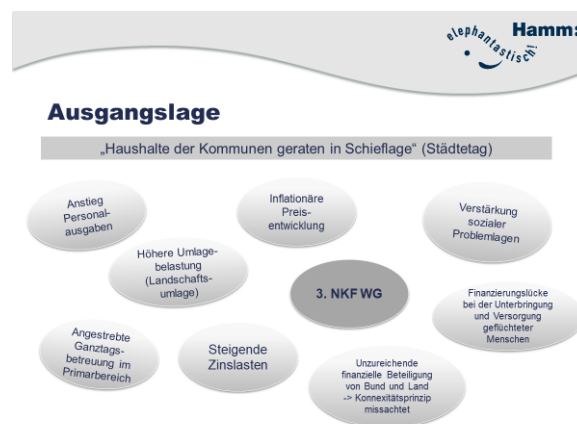 elephantastisch!
Hamm:
Ausgangslage
„Haushalte der Kommunen geraten in Schieflage“ (Städtetag)
Anstieg
Personal-
ausgaben
Inflationäre
Preis-
entwicklung
Verstärkung
sozialer
Problemlagen
Höhere Umlage-
belastung
(Landschafts-
umlage)
3. NKF WG
Finanzierungslücke
bei der Unterbringung
und Versorgung
geflüchteter
Menschen
Angestrebte
Ganztags-
betreuung im
Primarbereich
Steigende
Zinslasten
Unzureichende
finanzielle Beteiligung
von Bund und Land
-> Konnexitätsprinzip
missachtet